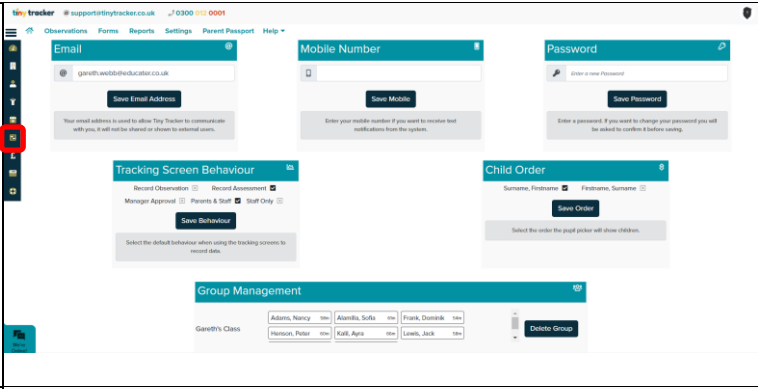 tiny tracker support@tinytracker.co.uk 0300 012 0001
Observations Forms Reports Settings Parent Passport Help
Email @
@ gareth.webb@educater.co.uk
Save Email Address
Your email address is used to allow Tiny Tracker to communicate
with you, it will not be shared or shown to external users.
Mobile Number
Save Mobile
Enter your mobile number if you want to receive text
notifications from the system.
Password
Enter a new Password
Save Password
Enter a password. If you want to change your password you will
be asked to confirm it before saving.
Tracking Screen Behaviour
Record Observation Record Assessment
Manager Approval Parents & Staff Staff Only
Save Behaviour
Select the default behaviour when using the tracking screens to
record data.
Child Order
Surname, Firstname Firstname, Surname
Save Order
Select the order the pupil picker will show children.
Group Management
Gareth's Class
Adams, Nancy Alamilla, Sofia Frank, Dominik
Henson, Peter Kalil, Ayra Lewis, Jack
Delete Group
We're